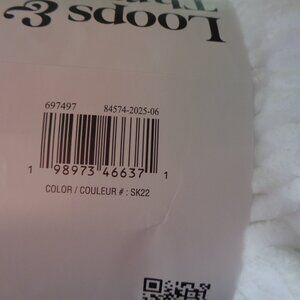 Loops &
697497 84574-2025-06
1 98973 46637 1
COLOR / COULEUR # : SK22